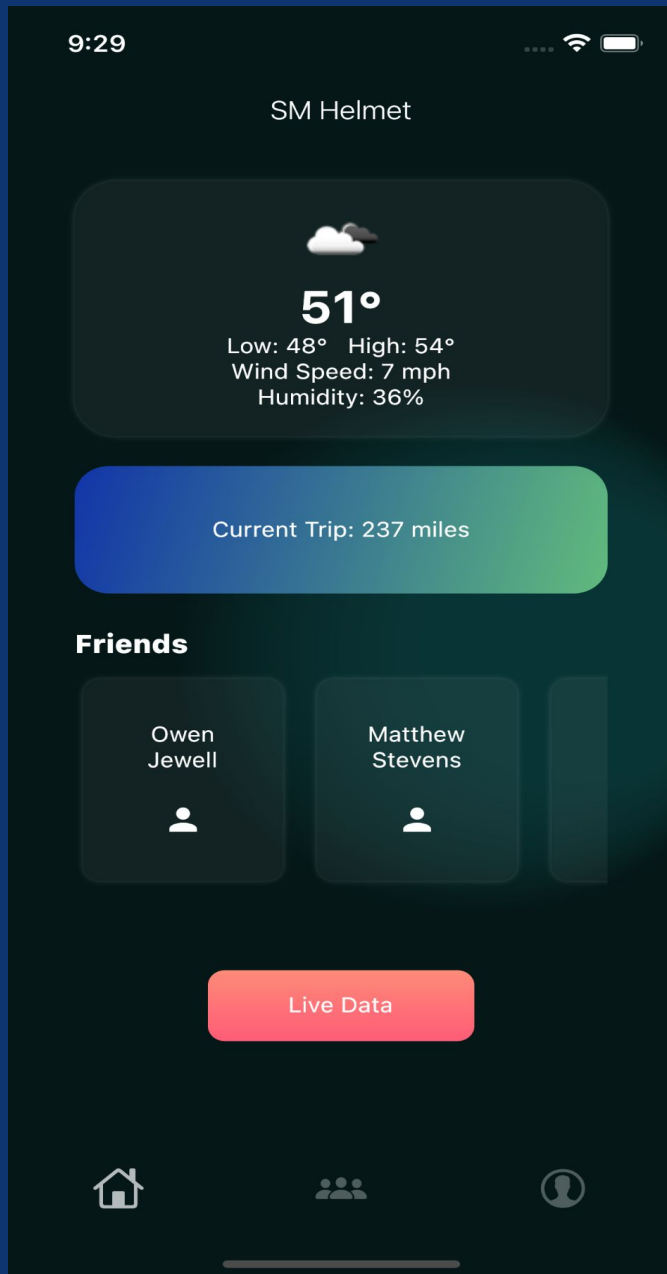 9:29
SM Helmet
51°
Low: 48° High: 54°
Wind Speed: 7 mph
Humidity: 36%
Current Trip: 237 miles
Friends
Owen
Jewell
Matthew
Stevens
Live Data